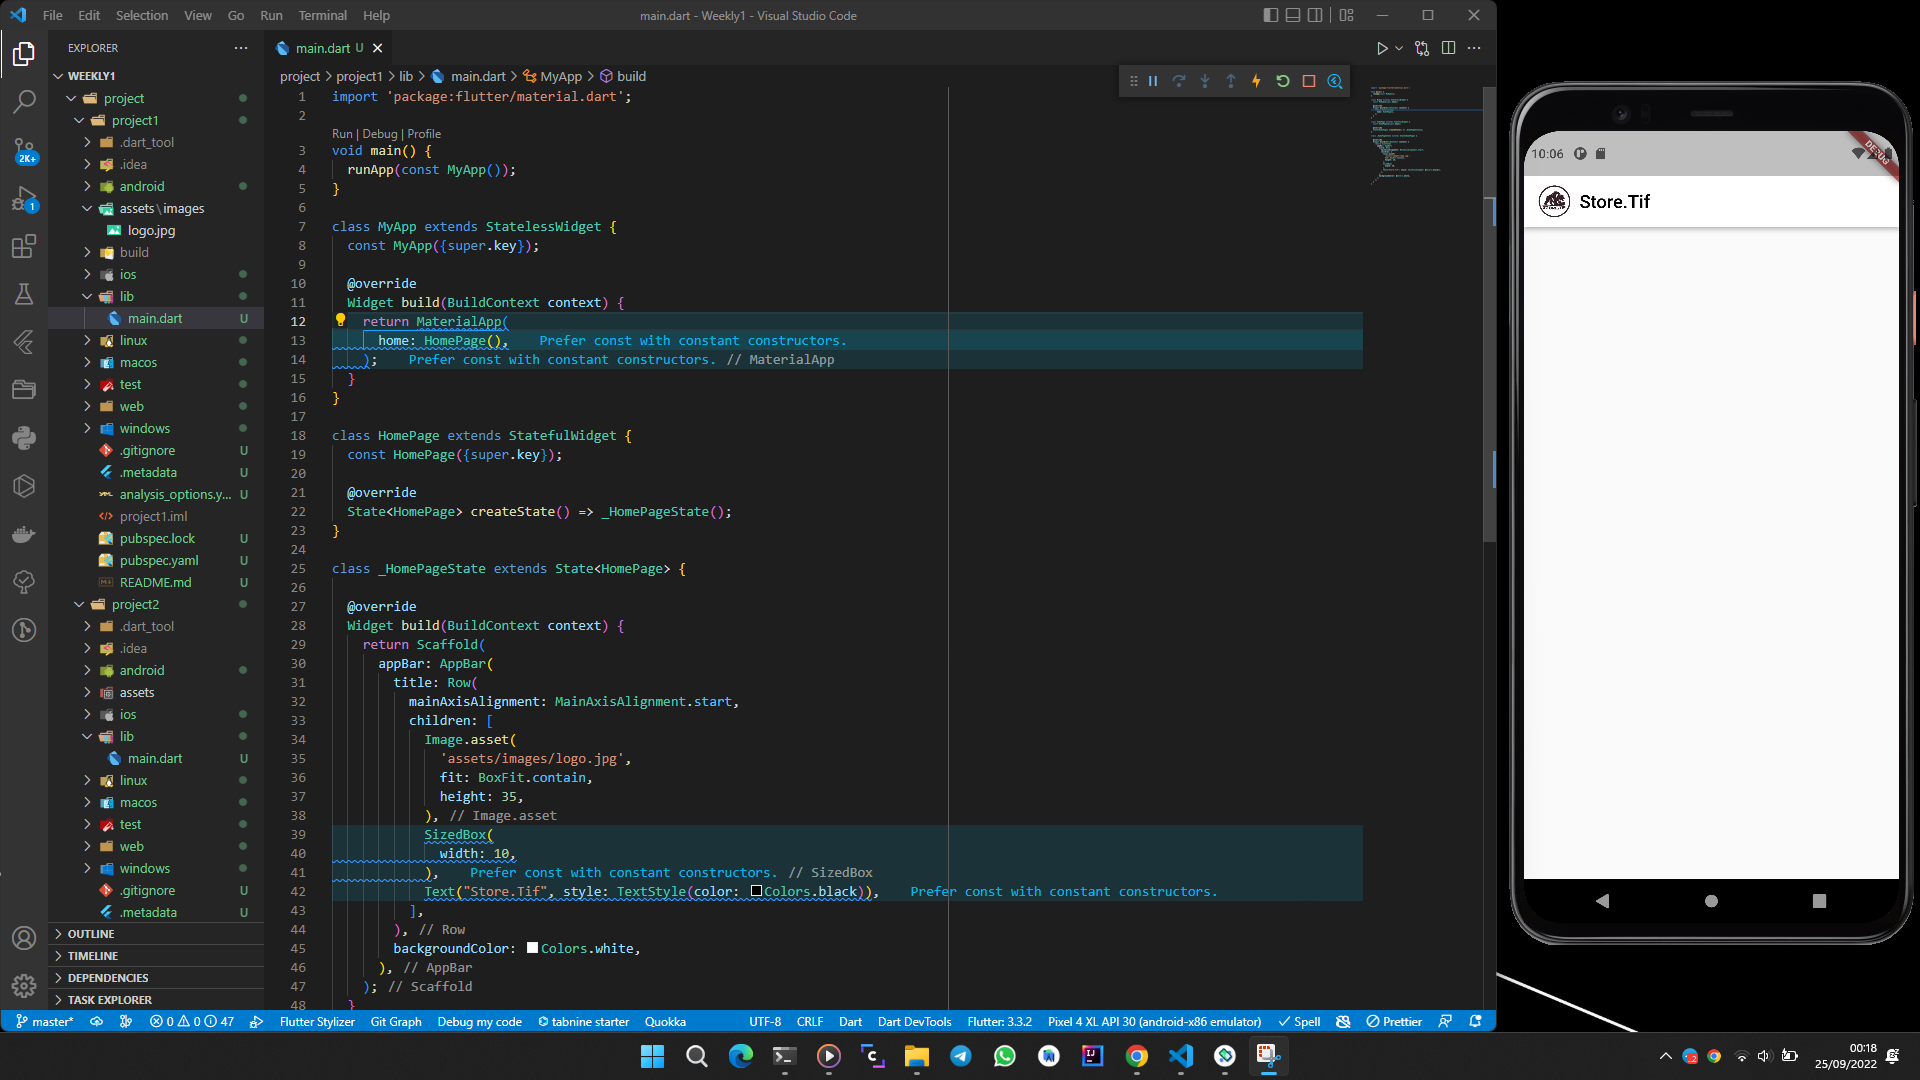 File Edit Selection View Go Run Terminal Help
main.dart - Weekly1 - Visual Studio Code
EXPLORER
WEEKLY1
project
project1
.dart_tool
.idea
android
assets\images
logo.jpg
build
ios
lib
main.dart U
linux
macos
test
web
windows
.gitignore U
.metadata U
analysis_options.y... U
project1.iml
pubspec.lock U
pubspec.yaml U
README.md U
project2
.dart_tool
.idea
android
assets
ios
lib
main.dart U
linux
macos
test
web
windows
.gitignore U
.metadata U
OUTLINE
TIMELINE
DEPENDENCIES
TASK EXPLORER
2K+
1
main.dart U
project > project1 > lib > main.dart > MyApp > build
1 import 'package:flutter/material.dart';
2
Run | Debug | Profile
3 void main() {
4 runApp(const MyApp());
5 }
6
7 class MyApp extends StatelessWidget {
8 const MyApp({super.key});
9
10 @override
11 Widget build(BuildContext context) {
12 return MaterialApp(
13 home: HomePage(), Prefer const with constant constructors.
14 ); Prefer const with constant constructors. // MaterialApp
15 }
16 }
17
18 class HomePage extends StatefulWidget {
19 const HomePage({super.key});
20
21 @override
22 State<HomePage> createState() => _HomePageState();
23 }
24
25 class _HomePageState extends State<HomePage> {
26
27 @override
28 Widget build(BuildContext context) {
29 return Scaffold(
30 appBar: AppBar(
31 title: Row(
32 mainAxisAlignment: MainAxisAlignment.start,
33 children: [
34 Image.asset(
35 'assets/images/logo.jpg',
36 fit: BoxFit.contain,
37 height: 35,
38 ), // Image.asset
39 SizedBox(
40 width: 10,
41 ), Prefer const with constant constructors. // SizedBox
42 Text("Store.Tif", style: TextStyle(color: Colors.black)), Prefer const with constant constructors.
43 ],
44 ), // Row
45 backgroundColor: Colors.white,
46 ), // AppBar
47 ); // Scaffold
48 }
master* 0 0 47 Flutter Stylizer Git Graph Debug my code tabnine starter Quokka UTF-8 CRLF Dart Dart DevTools Flutter: 3.3.2 Pixel 4 XL API 30 (android-x86 emulator) Spell Prettier
10:06
DEBUG
Store.Tif
00:18
25/09/2022